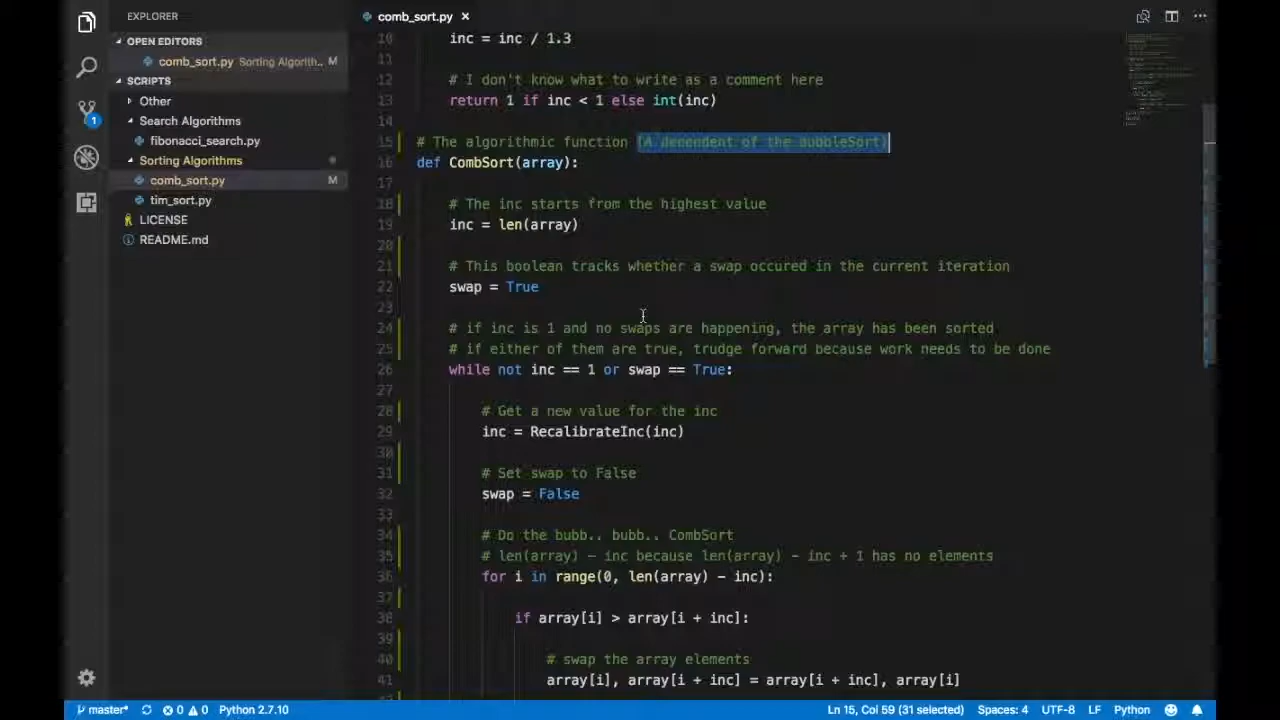 EXPLORER
OPEN EDITORS
comb_sort.py Sorting Algorith... M
SCRIPTS
Other
Search Algorithms
fibonacci_search.py
Sorting Algorithms
comb_sort.py M
tim_sort.py
LICENSE
README.md
1
comb_sort.py ×
10 inc = inc / 1.3
11
12 # I don't know what to write as a comment here
13 return 1 if inc < 1 else int(inc)
14
15 # The algorithmic function (A decendent of the bubbleSort)
16 def CombSort(array):
17
18 # The inc starts from the highest value
19 inc = len(array)
20
21 # This boolean tracks whether a swap occured in the current iteration
22 swap = True
23
24 # if inc is 1 and no swaps are happening, the array has been sorted
25 # if either of them are true, trudge forward because work needs to be done
26 while not inc == 1 or swap == True:
27
28 # Get a new value for the inc
29 inc = RecalibrateInc(inc)
30
31 # Set swap to False
32 swap = False
33
34 # Do the bubb.. bubb.. CombSort
35 # len(array) - inc because len(array) - inc + 1 has no elements
36 for i in range(0, len(array) - inc):
37
38 if array[i] > array[i + inc]:
39
40 # swap the array elements
41 array[i], array[i + inc] = array[i + inc], array[i]
master* 0 0 Python 2.7.10 Ln 15, Col 59 (31 selected) Spaces: 4 UTF-8 LF Python